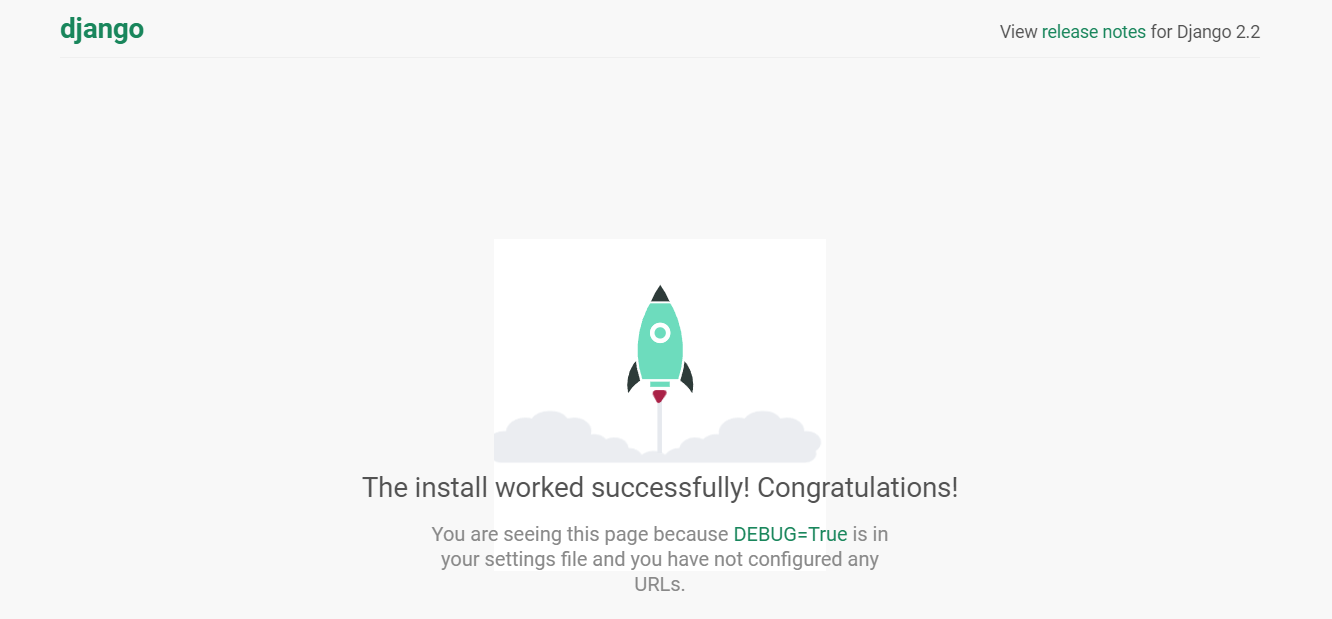 django
View release notes for Django 2.2
The install worked successfully! Congratulations!
You are seeing this page because DEBUG=True is in
your settings file and you have not configured any
URLs.